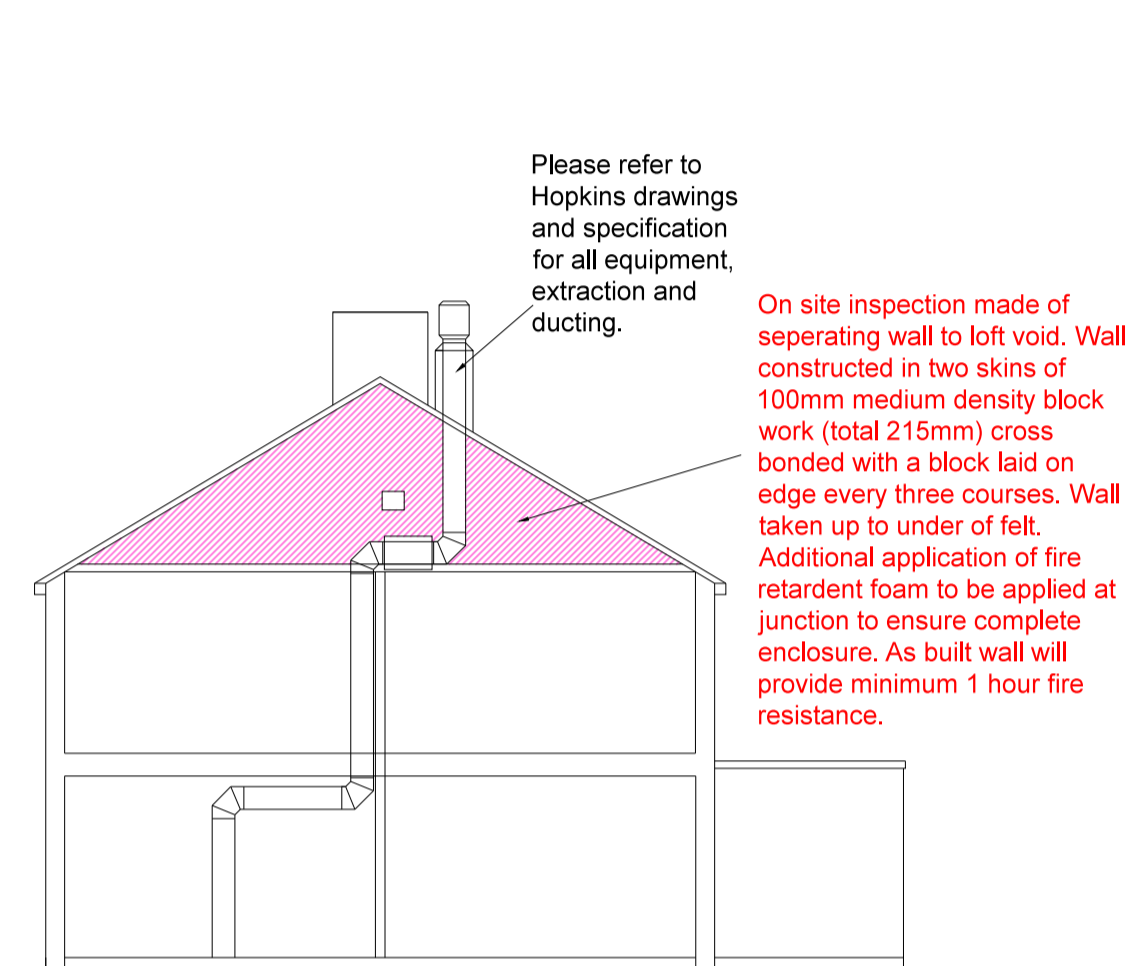 Please refer to
Hopkins drawings
and specification
for all equipment,
extraction and
ducting.
On site inspection made of
seperating wall to loft void. Wall
constructed in two skins of
100mm medium density block
work (total 215mm) cross
bonded with a block laid on
edge every three courses. Wall
taken up to under of felt.
Additional application of fire
retardent foam to be applied at
junction to ensure complete
enclosure. As built wall will
provide minimum 1 hour fire
resistance.